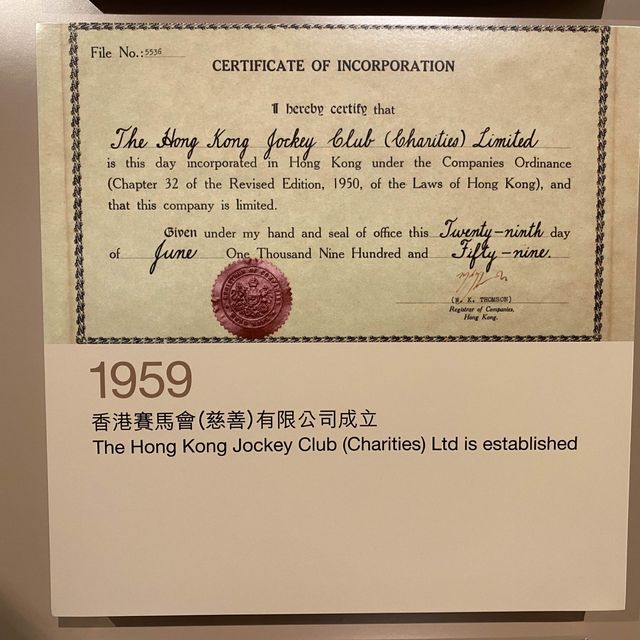 File No.: 5536
CERTIFICATE OF INCORPORATION
I hereby certify that
The Hong Kong Jockey Club (Charities) Limited
is this day incorporated in Hong Kong under the Companies Ordinance
(Chapter 32 of the Revised Edition, 1950, of the Laws of Hong Kong), and
that this company is limited.
Given under my hand and seal of office this Twenty-ninth day
of June One Thousand Nine Hundred and Fifty-nine.
(W. K. THOMSON)
Registrar of Companies,
Hong Kong.
1959
香港賽馬會(慈善)有限公司成立
The Hong Kong Jockey Club (Charities) Ltd is established